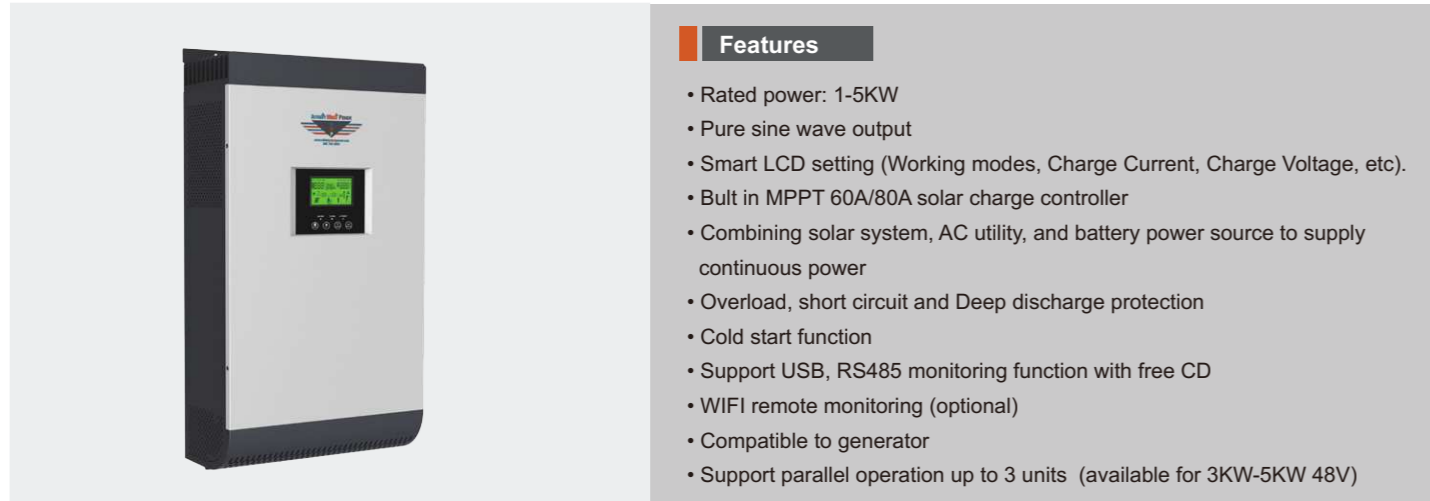 Features
• Rated power: 1-5KW
• Pure sine wave output
• Smart LCD setting (Working modes, Charge Current, Charge Voltage, etc).
• Bult in MPPT 60A/80A solar charge controller
• Combining solar system, AC utility, and battery power source to supply
continuous power
• Overload, short circuit and Deep discharge protection
• Cold start function
• Support USB, RS485 monitoring function with free CD
• WIFI remote monitoring (optional)
• Compatible to generator
• Support parallel operation up to 3 units (available for 3KW-5KW 48V)